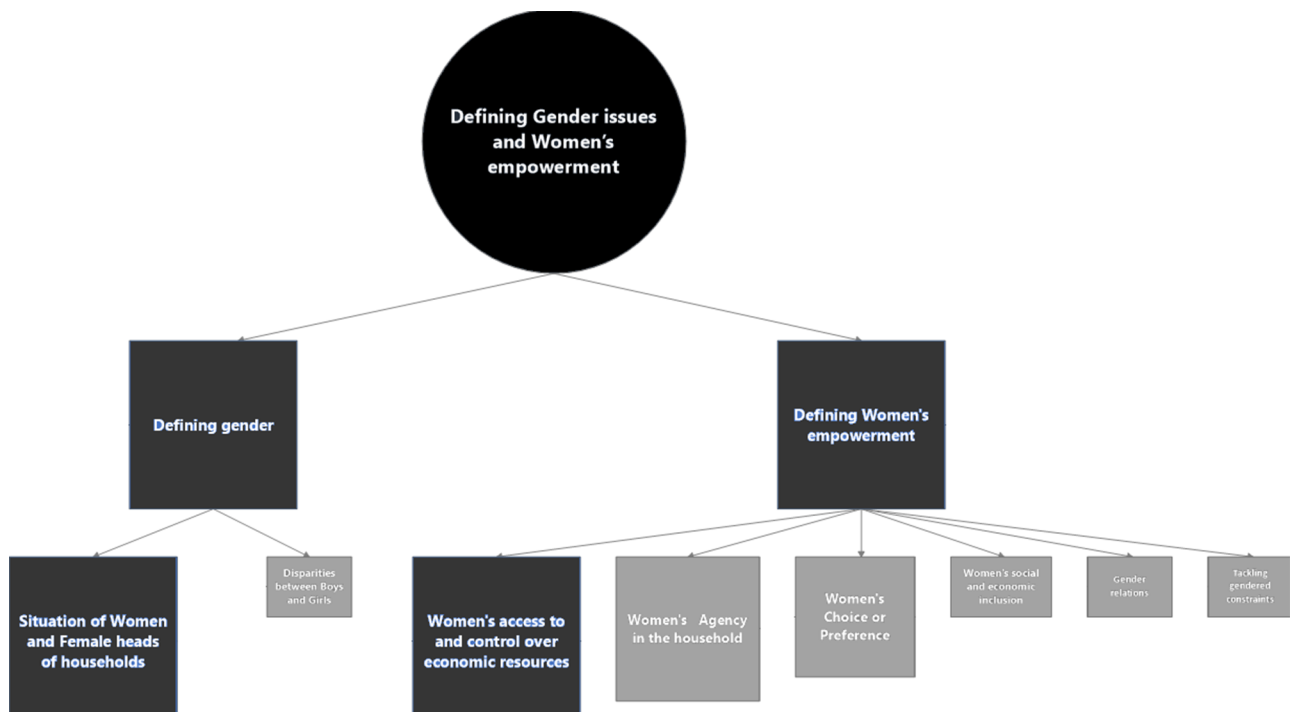 Defining Gender issues
and Women’s
empowerment
Defining gender
Defining Women's
empowerment
Situation of Women
and Female heads
of households
Disparities
between Boys
and Girls
Women's access to
and control over
economic resources
Women's Agency
in the household
Women's
Choice or
Preference
Women's social
and economic
inclusion
Gender
relations
Tackling
gendered
constraints